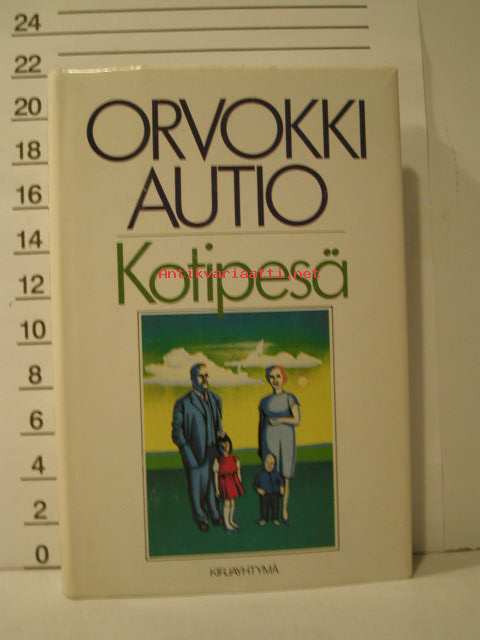 24
22
20
18
16
14
12
10
8
6
4
2
0
ORVOKKI
AUTIO
Kotipesä
Antikvariaatti.net
KIRJAYHTYMÄ